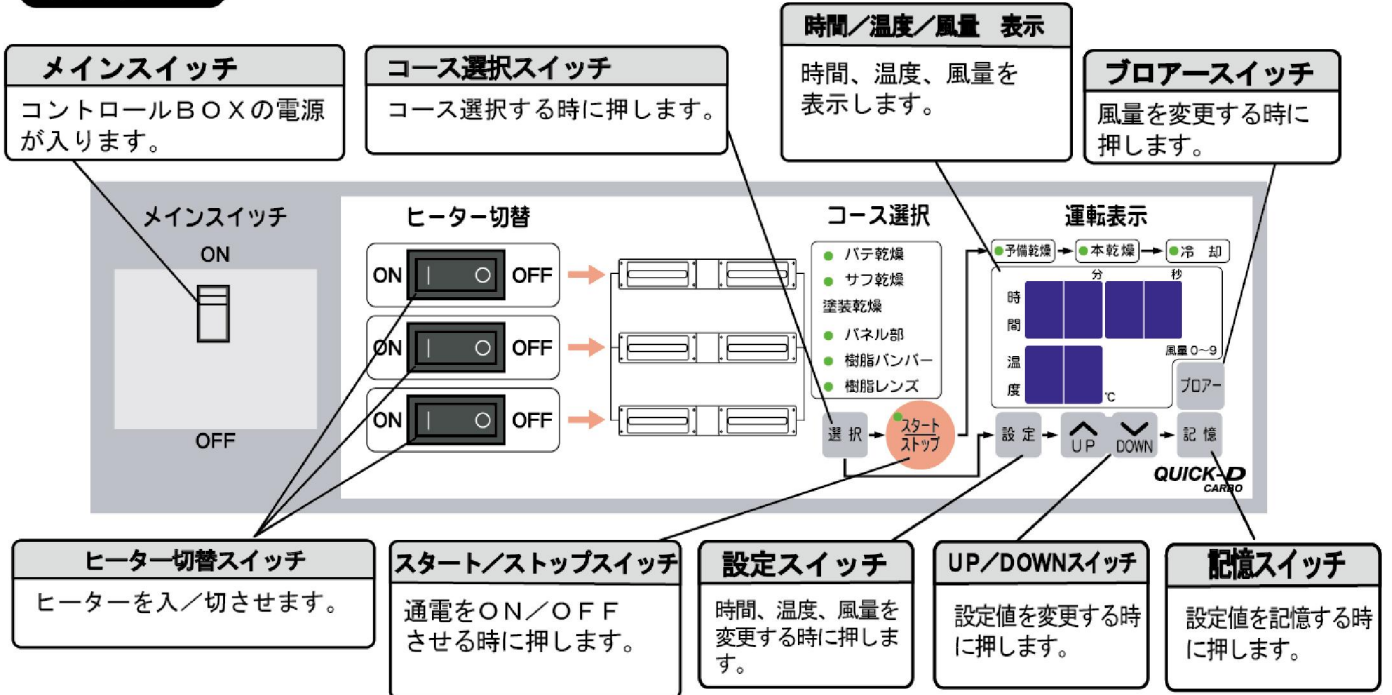 メインスイッチ
コントロールBOXの電源
が入ります。
コース選択スイッチ
コース選択する時に押します。
時間／温度／風量 表示
時間、温度、風量を
表示します。
ブロアースイッチ
風量を変更する時に
押します。
メインスイッチ
ON
OFF
ヒーター切替
ON OFF
ON OFF
ON OFF
コース選択
パテ乾燥
サフ乾燥
塗装乾燥
パネル部
樹脂バンパー
樹脂レンズ
選択
スタート
ストップ
運転表示
予備乾燥
本乾燥
冷 却
分 秒
時間
温度
℃
風量0～9
ブロアー
設定
UP
DOWN
記憶
QUICK-D
CARBO
ヒーター切替スイッチ
ヒーターを入／切させます。
スタート／ストップスイッチ
通電をON／OFF
させる時に押します。
設定スイッチ
時間、温度、風量を
変更する時に押しま
す。
UP／DOWNスイッチ
設定値を変更する時
に押します。
記憶スイッチ
設定値を記憶する時
に押します。